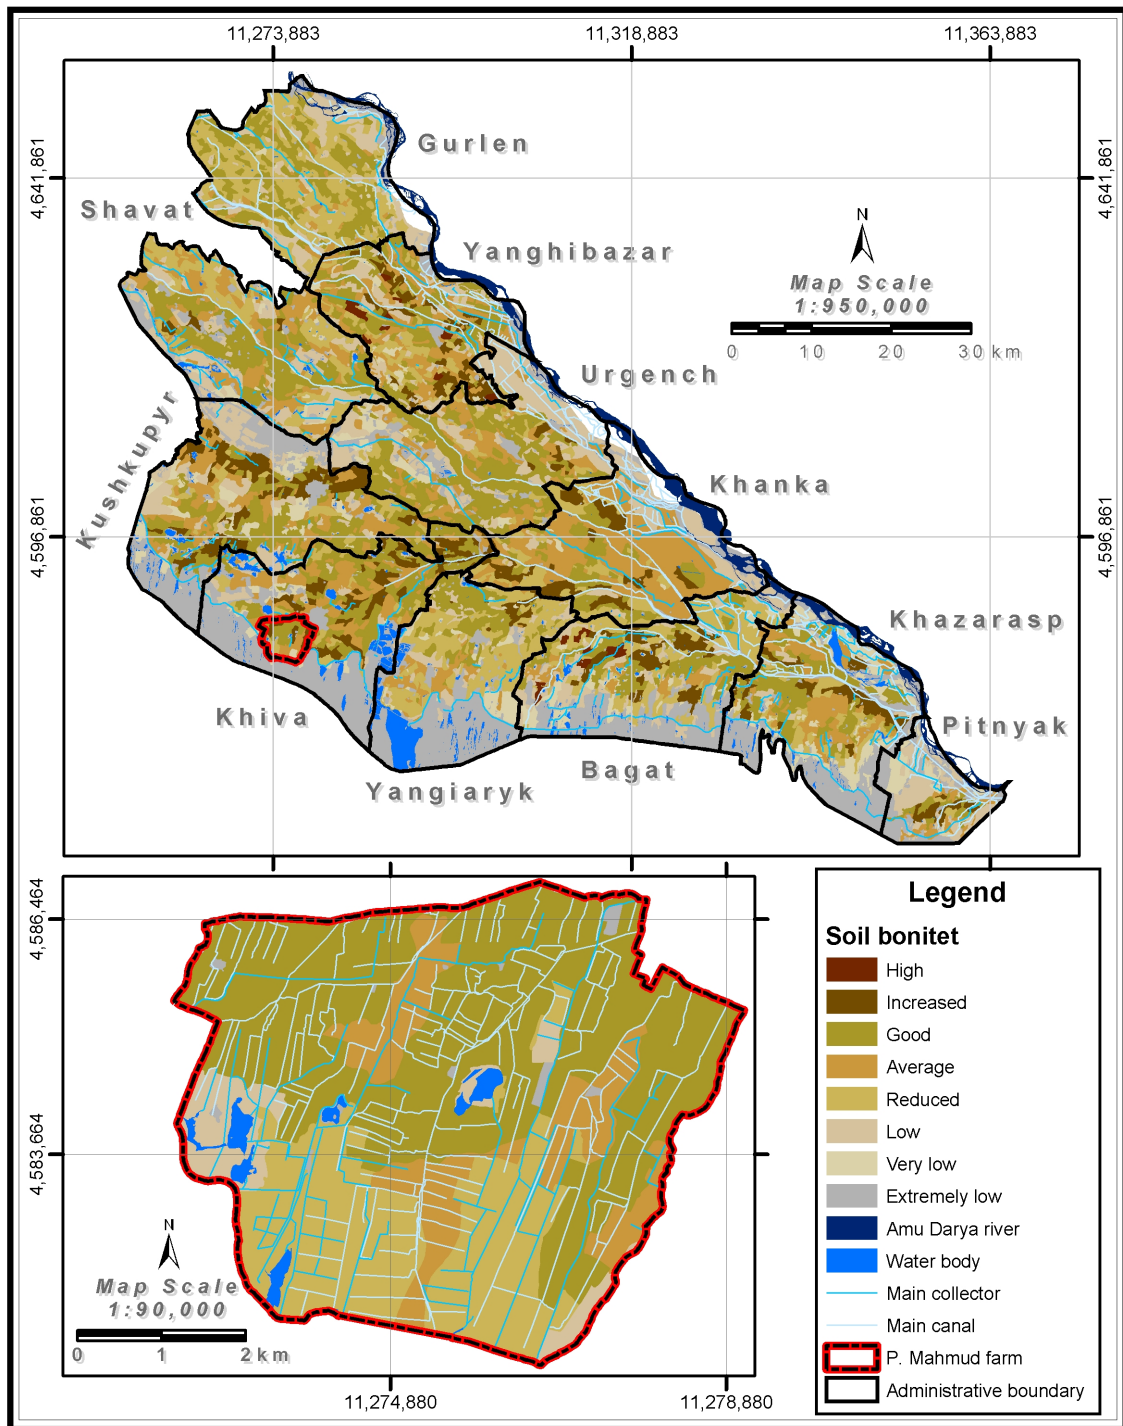 11,273,883
11,318,883
11,363,883
4,641,861
4,641,861
Gurlen
Shavat
Yanghibazar
N
Map Scale
1:950,000
0 10 20 30 km
Urgench
Kushkupyr
Khanka
4,596,861
4,596,861
Khazarasp
Khiva
Pitnyak
Bagat
Yangiaryk
4,586,464
4,583,664
N
Map Scale
1:90,000
0 1 2 km
11,274,880
11,278,880
Legend
Soil bonitet
High
Increased
Good
Average
Reduced
Low
Very low
Extremely low
Amu Darya river
Water body
Main collector
Main canal
P. Mahmud farm
Administrative boundary